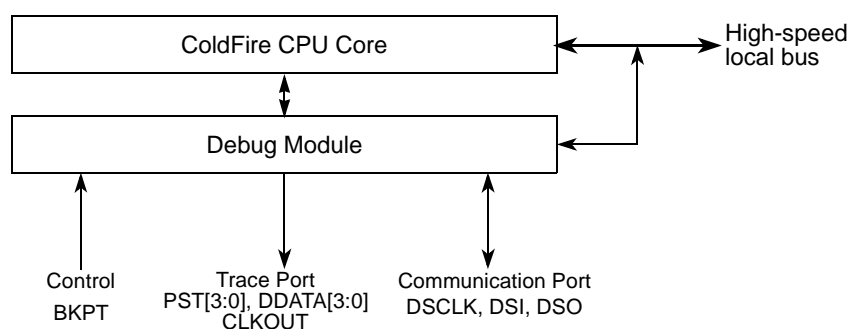 ColdFire CPU Core
High-speed
local bus
Debug Module
Control
BKPT
Trace Port
PST[3:0], DDATA[3:0]
CLKOUT
Communication Port
DSCLK, DSI, DSO